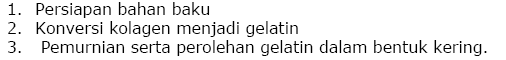 1. Persiapan bahan baku
2. Konversi kolagen menjadi gelatin
3. Pemurnian serta perolehan gelatin dalam bentuk kering.